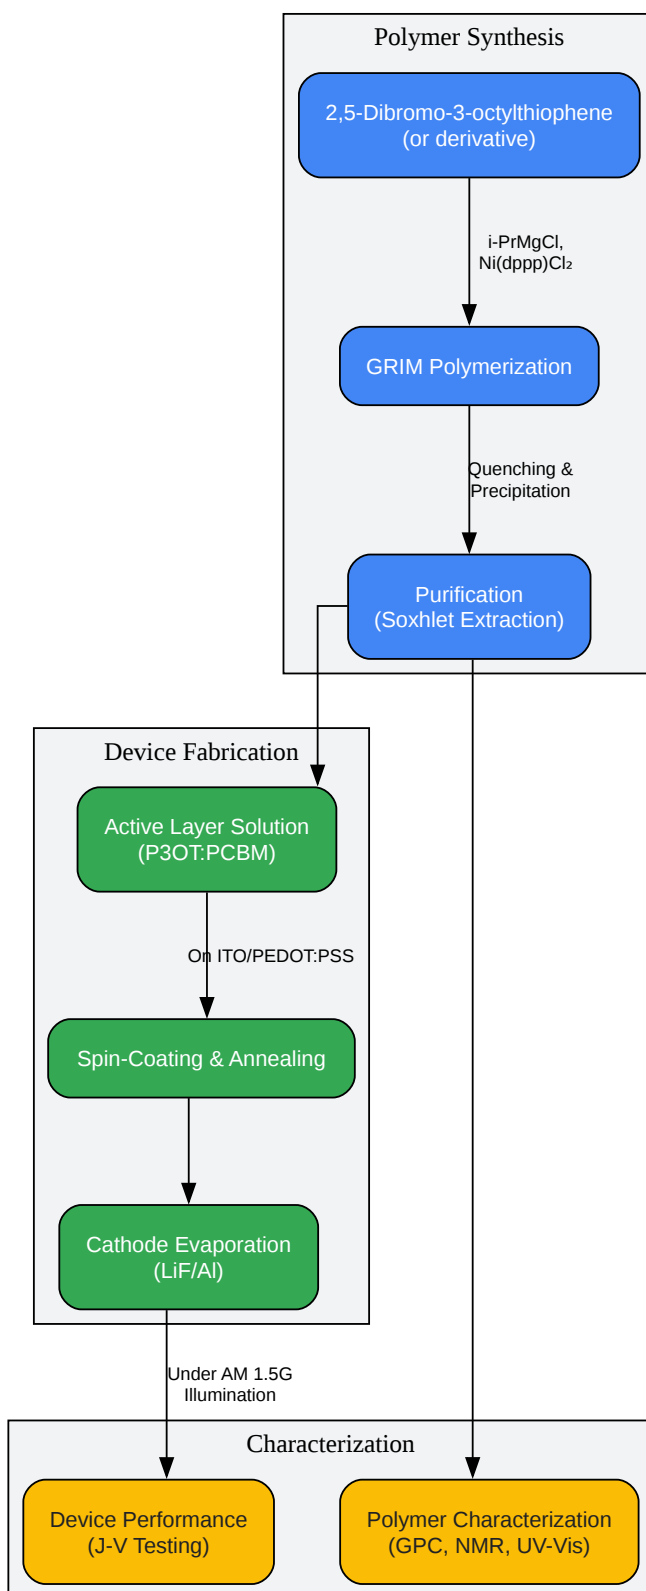 Polymer Synthesis
2,5-Dibromo-3-octylthiophene
(or derivative)
i-PrMgCl,
Ni(dppp)Cl₂
GRIM Polymerization
Quenching &
Precipitation
Purification
(Soxhlet Extraction)
Device Fabrication
Active Layer Solution
(P3OT:PCBM)
On ITO/PEDOT:PSS
Spin-Coating & Annealing
Cathode Evaporation
(LiF/Al)
Under AM 1.5G
Illumination
Characterization
Device Performance
(J-V Testing)
Polymer Characterization
(GPC, NMR, UV-Vis)